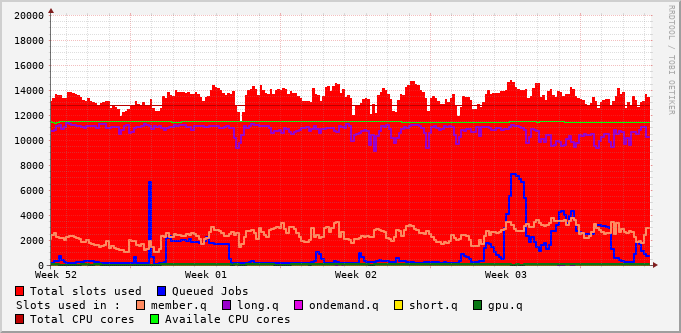 20000
18000
16000
14000
12000
10000
8000
6000
4000
2000
0
Week 52 Week 01 Week 02 Week 03
RRDTOOL / TOBI OETIKER
Total slots used Queued Jobs
Slots used in : member.q long.q ondemand.q short.q gpu.q
Total CPU cores Availale CPU cores